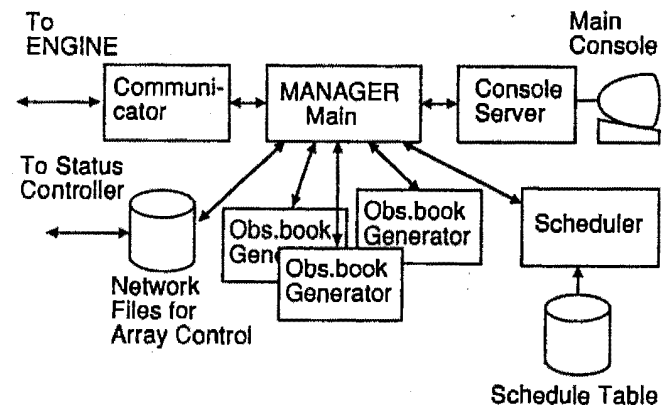 To
ENGINE
Communi-
cator
MANAGER
Main
Console
Server
Main
Console
To Status
Controller
Network
Files for
Array Control
Obs.book
Gene
Obs.book
Generator
Obs.book
Generator
Scheduler
Schedule Table